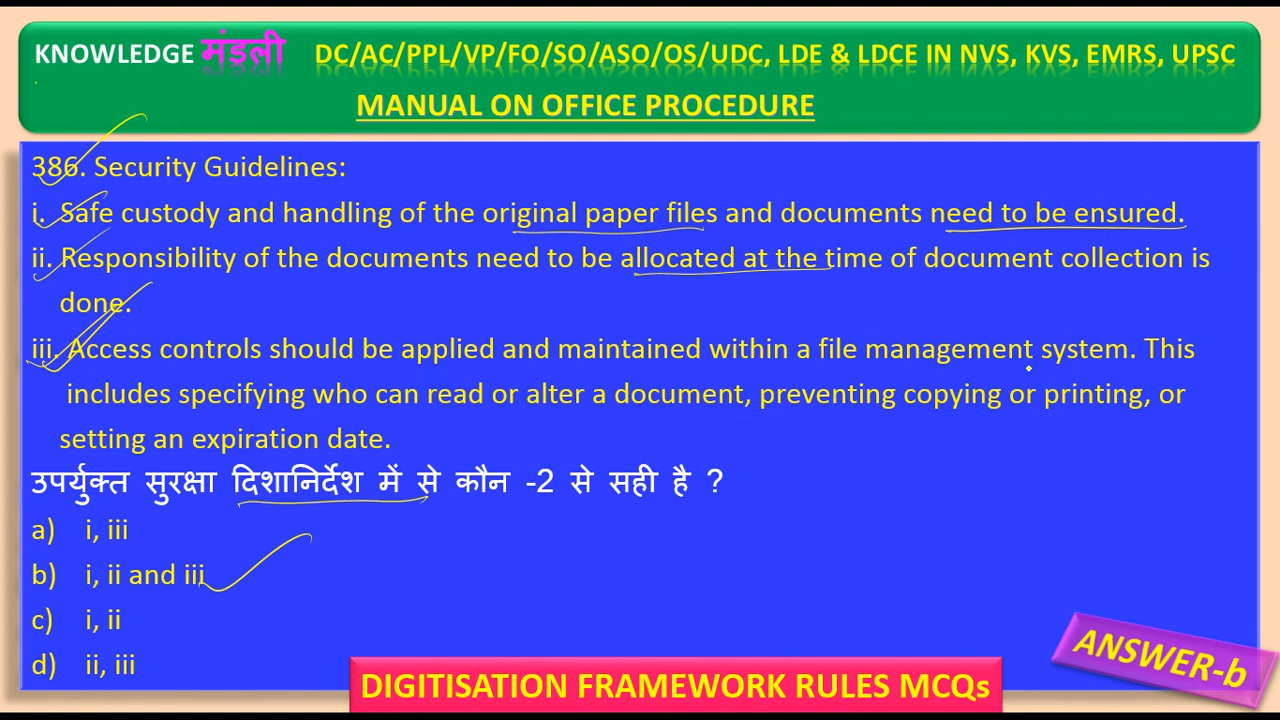 KNOWLEDGE मंडली DC/AC/PPL/VP/FO/SO/ASO/OS/UDC, LDE & LDCE IN NVS, KVS, EMRS, UPSC
MANUAL ON OFFICE PROCEDURE
386. Security Guidelines:
i. Safe custody and handling of the original paper files and documents need to be ensured.
ii. Responsibility of the documents need to be allocated at the time of document collection is
done.
iii. Access controls should be applied and maintained within a file management system. This
includes specifying who can read or alter a document, preventing copying or printing, or
setting an expiration date.
उपर्युक्त सुरक्षा दिशानिर्देश में से कौन -2 से सही है ?
a) i, iii
b) i, ii and iii
c) i, ii
d) ii, iii
ANSWER-b
DIGITISATION FRAMEWORK RULES MCQs